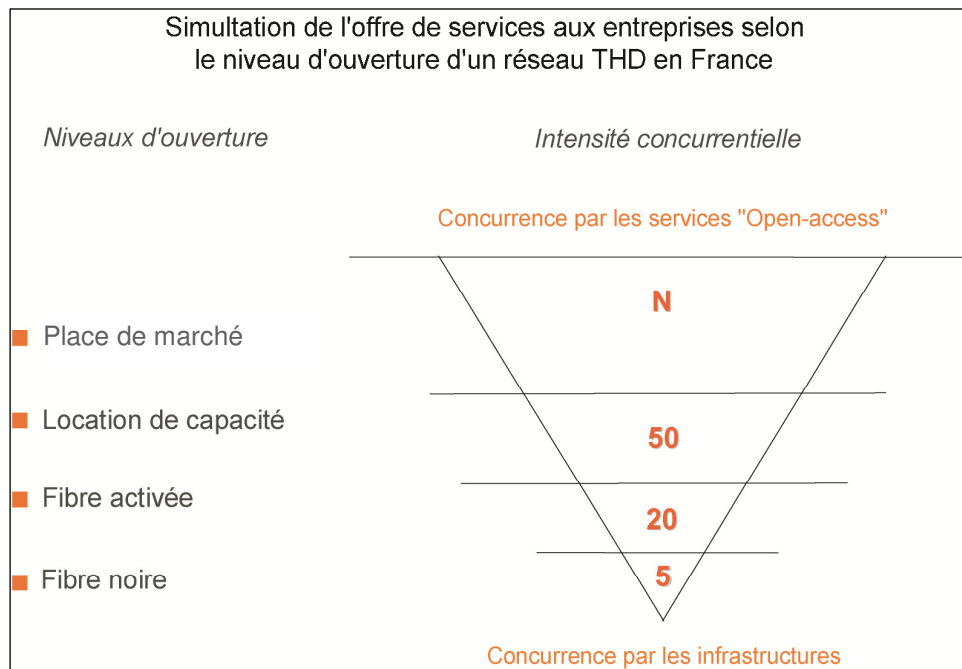 Simultation de l'offre de services aux entreprises selon
le niveau d'ouverture d'un réseau THD en France
Niveaux d'ouverture
Intensité concurrentielle
Concurrence par les services "Open-access"
N
Place de marché
Location de capacité
50
Fibre activée
20
Fibre noire
5
Concurrence par les infrastructures